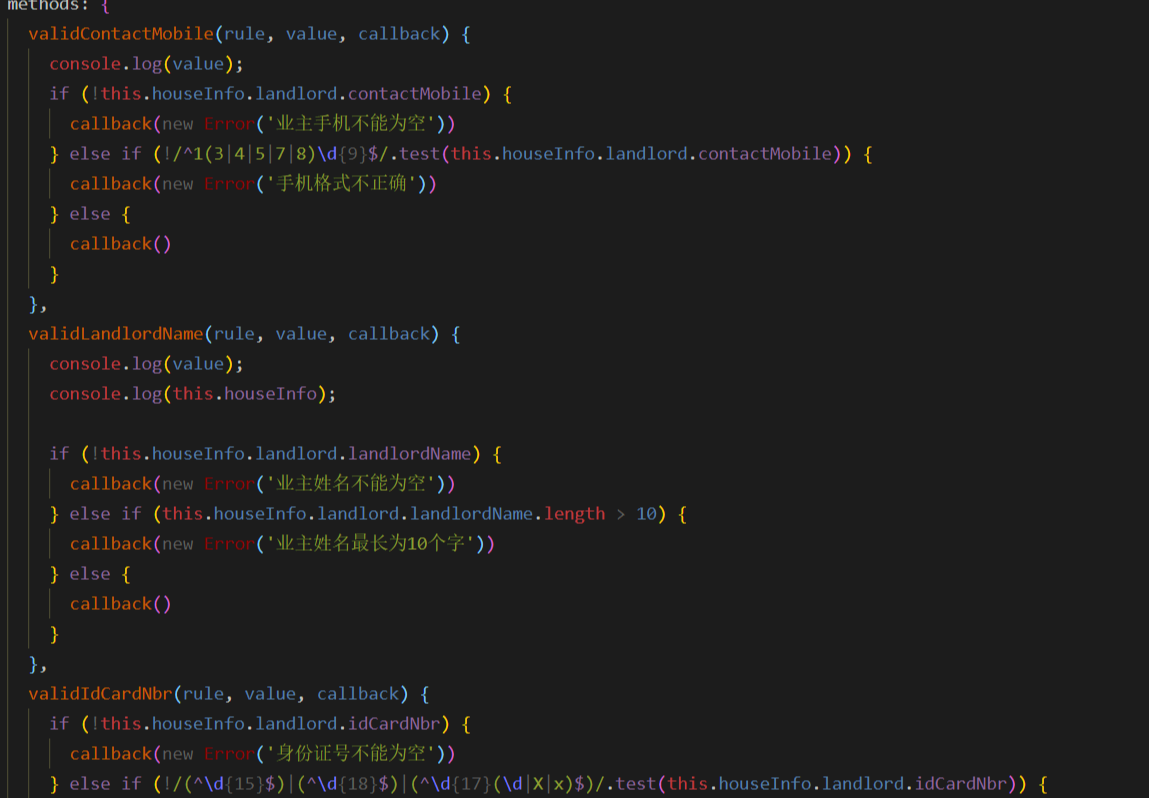 methods: {
validContactMobile(rule, value, callback) {
console.log(value);
if (!this.houseInfo.landlord.contactMobile) {
callback(new Error('业主手机不能为空'))
} else if (!/^1(3|4|5|7|8)\d{9}$/.test(this.houseInfo.landlord.contactMobile)) {
callback(new Error('手机格式不正确'))
} else {
callback()
}
},
validLandlordName(rule, value, callback) {
console.log(value);
console.log(this.houseInfo);
if (!this.houseInfo.landlord.landlordName) {
callback(new Error('业主姓名不能为空'))
} else if (this.houseInfo.landlord.landlordName.length > 10) {
callback(new Error('业主姓名最长为10个字'))
} else {
callback()
}
},
validIdCardNbr(rule, value, callback) {
if (!this.houseInfo.landlord.idCardNbr) {
callback(new Error('身份证号不能为空'))
} else if (!/(^\d{15}$)|(^\d{18}$)|(^\d{17}(\d|X|x)$)/.test(this.houseInfo.landlord.idCardNbr)) {